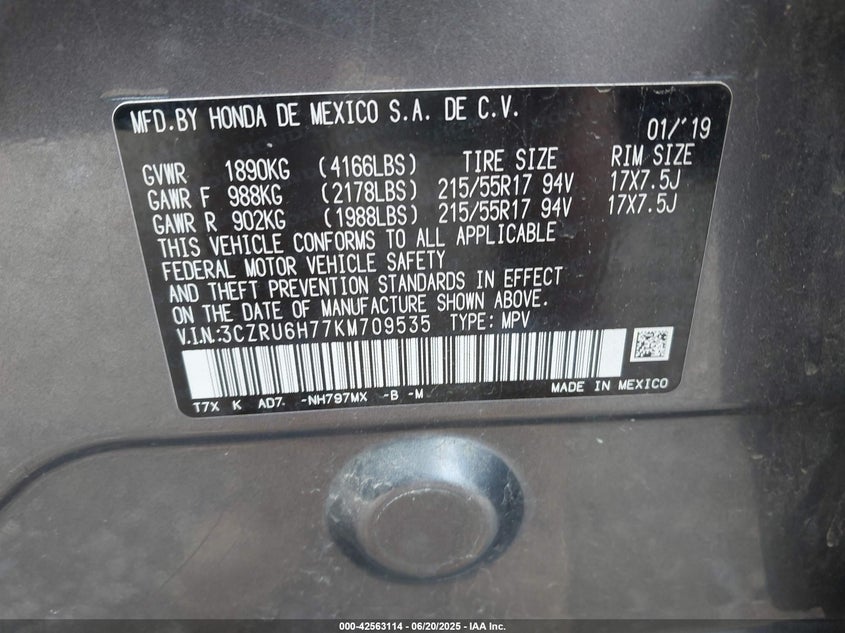 MFD.BY HONDA DE MEXICO S.A. DE C.V.
01/'19
GVWR 1890KG (4166LBS) TIRE SIZE RIM SIZE
GAWR F 988KG (2178LBS) 215/55R17 94V 17X7.5J
GAWR R 902KG (1988LBS) 215/55R17 94V 17X7.5J
THIS VEHICLE CONFORMS TO ALL APPLICABLE
FEDERAL MOTOR VEHICLE SAFETY
AND THEFT PREVENTION STANDARDS IN EFFECT
ON THE DATE OF MANUFACTURE SHOWN ABOVE.
V.I.N.:3CZRU6H77KM709535 TYPE: MPV
MADE IN MEXICO
T7X K AD7. -NH797MX -B -M
000-42563114 - 06/20/2025 - IAA Inc.